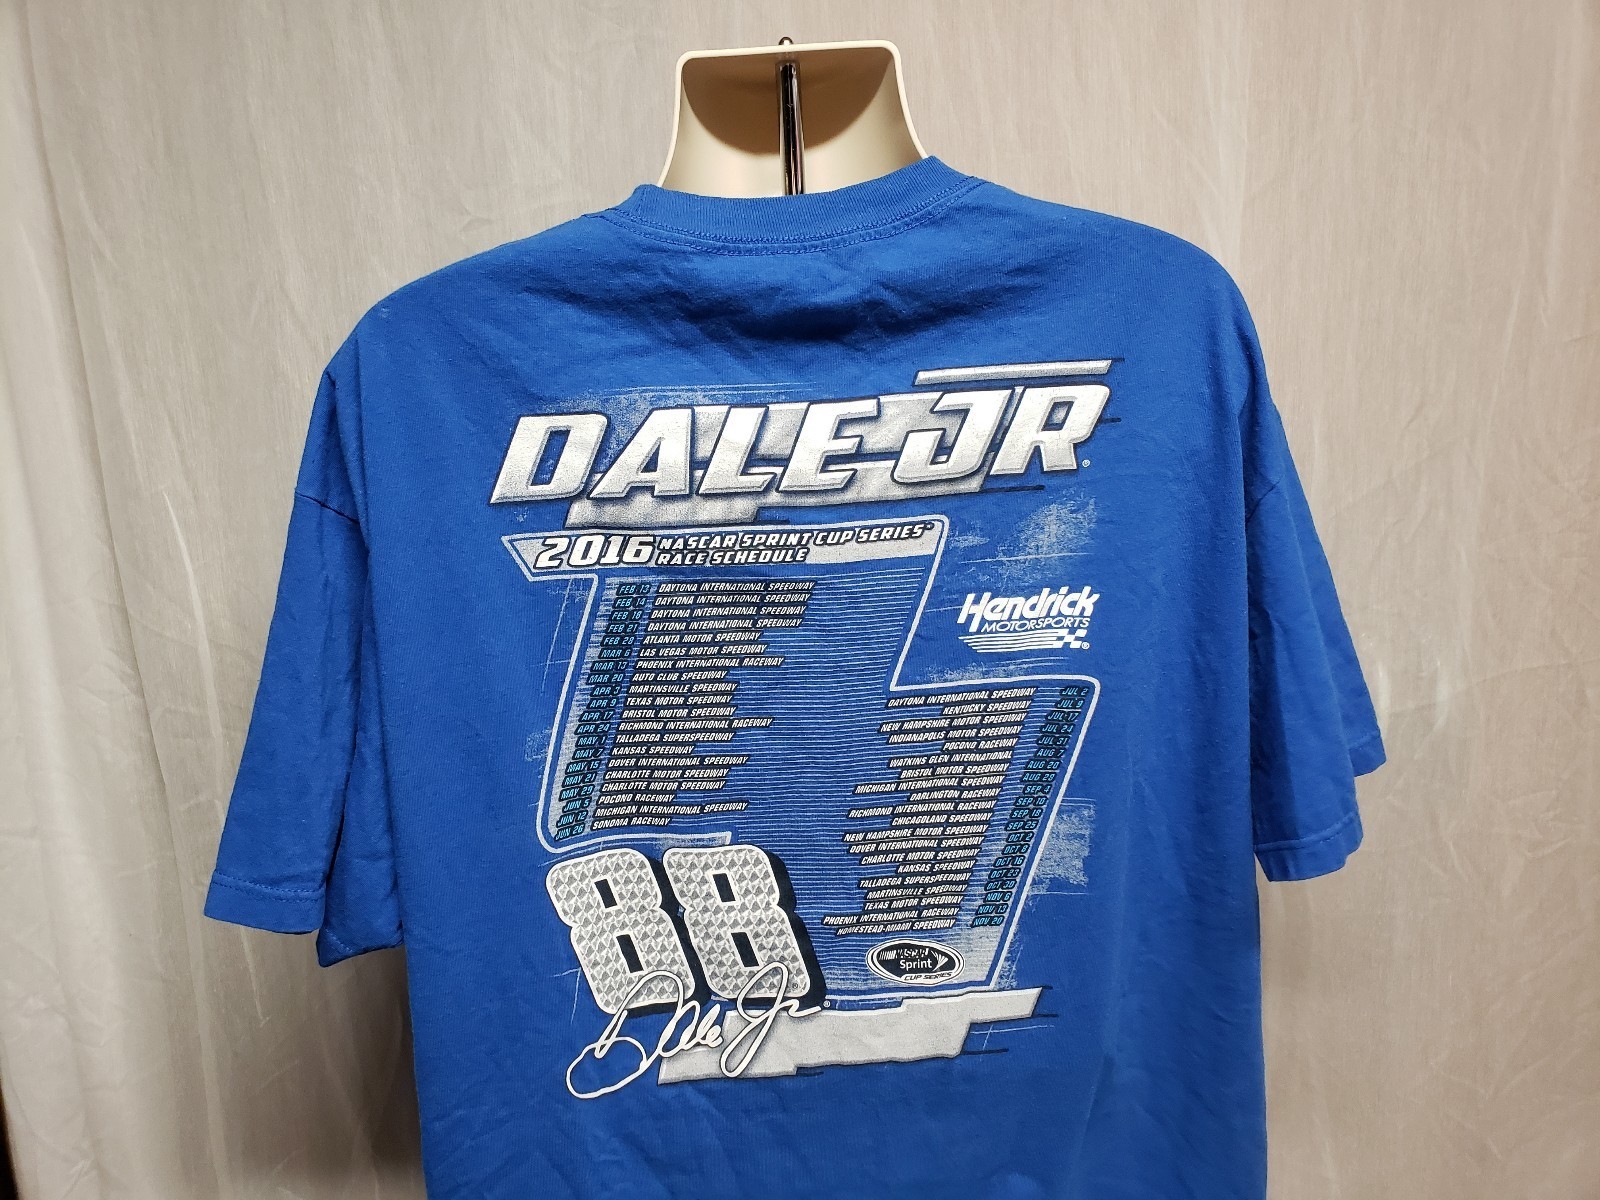 DALE JR
2016 NASCAR SPRINT CUP SERIES
RACE SCHEDULE
FEB 13 DAYTONA INTERNATIONAL SPEEDWAY
FEB 14 DAYTONA INTERNATIONAL SPEEDWAY
FEB 18 DAYTONA INTERNATIONAL SPEEDWAY
FEB 21 DAYTONA INTERNATIONAL SPEEDWAY
FEB 28 ATLANTA MOTOR SPEEDWAY
MAR 6 LAS VEGAS MOTOR SPEEDWAY
MAR 13 PHOENIX INTERNATIONAL RACEWAY
MAR 20 AUTO CLUB SPEEDWAY
APR 3 MARTINSVILLE SPEEDWAY
APR 9 TEXAS MOTOR SPEEDWAY
APR 17 BRISTOL MOTOR SPEEDWAY
APR 24 RICHMOND INTERNATIONAL RACEWAY
MAY 1 TALLADEGA SUPERSPEEDWAY
MAY 7 KANSAS SPEEDWAY
MAY 15 DOVER INTERNATIONAL SPEEDWAY
MAY 21 CHARLOTTE MOTOR SPEEDWAY
MAY 29 CHARLOTTE MOTOR SPEEDWAY
JUN 5 POCONO RACEWAY
JUN 12 MICHIGAN INTERNATIONAL SPEEDWAY
JUN 26 SONOMA RACEWAY
Hendrick
MOTORSPORTS
DAYTONA INTERNATIONAL SPEEDWAY JUL 2
KENTUCKY SPEEDWAY JUL 9
NEW HAMPSHIRE MOTOR SPEEDWAY JUL 17
INDIANAPOLIS MOTOR SPEEDWAY JUL 24
POCONO RACEWAY JUL 31
WATKINS GLEN INTERNATIONAL AUG 7
BRISTOL MOTOR SPEEDWAY AUG 20
MICHIGAN INTERNATIONAL SPEEDWAY AUG 28
DARLINGTON RACEWAY SEP 4
RICHMOND INTERNATIONAL RACEWAY SEP 10
CHICAGOLAND SPEEDWAY SEP 18
NEW HAMPSHIRE MOTOR SPEEDWAY SEP 25
DOVER INTERNATIONAL SPEEDWAY OCT 2
CHARLOTTE MOTOR SPEEDWAY OCT 8
KANSAS SPEEDWAY OCT 16
TALLADEGA SUPERSPEEDWAY OCT 23
MARTINSVILLE SPEEDWAY OCT 30
TEXAS MOTOR SPEEDWAY NOV 6
PHOENIX INTERNATIONAL RACEWAY NOV 13
HOMESTEAD-MIAMI SPEEDWAY NOV 20
NASCAR
Sprint
CUP SERIES
88
Dale Jr